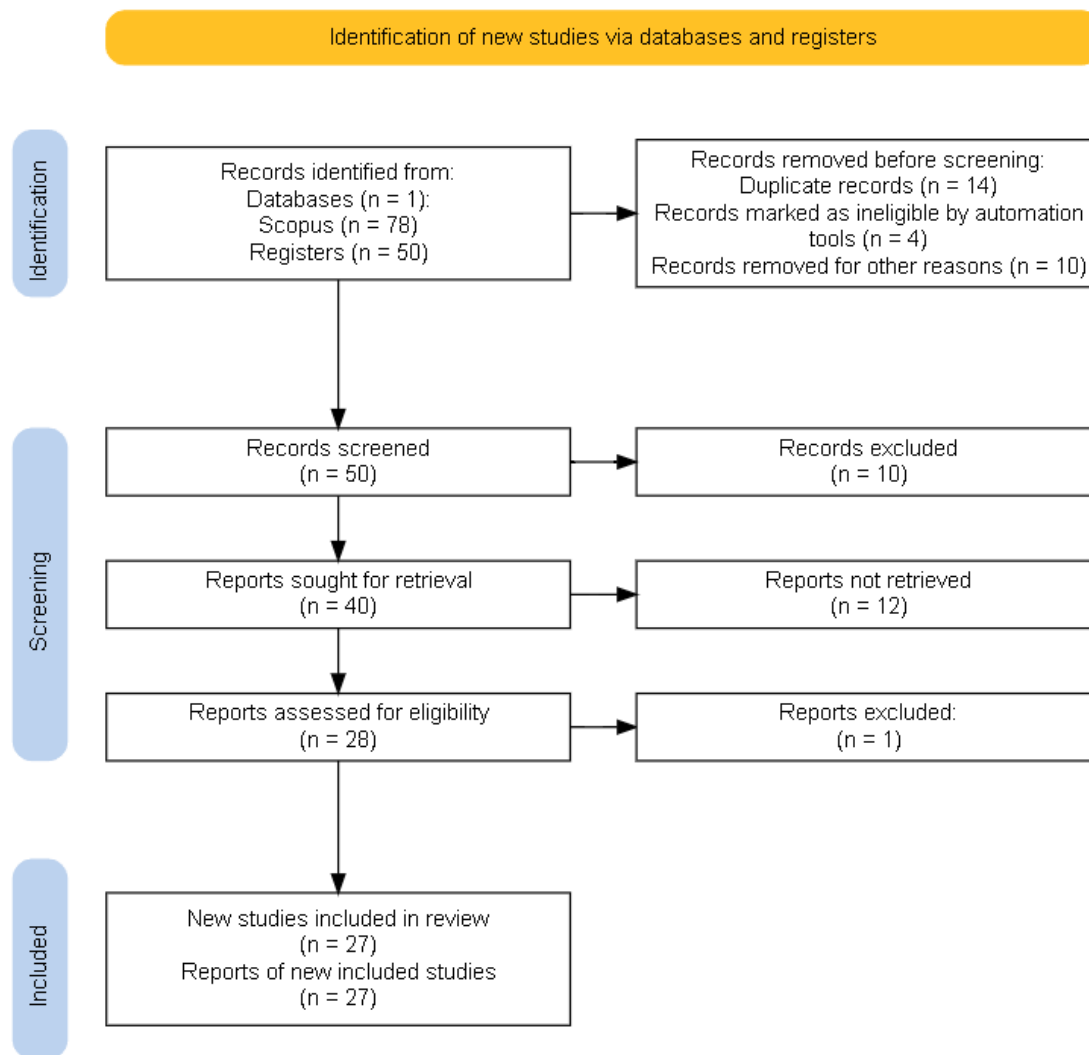 Identification of new studies via databases and registers
Identification
Records identified from:
Databases (n = 1):
Scopus (n = 78)
Registers (n = 50)
Records removed before screening:
Duplicate records (n = 14)
Records marked as ineligible by automation
tools (n = 4)
Records removed for other reasons (n = 10)
Screening
Records screened
(n = 50)
Records excluded
(n = 10)
Reports sought for retrieval
(n = 40)
Reports not retrieved
(n = 12)
Reports assessed for eligibility
(n = 28)
Reports excluded:
(n = 1)
Included
New studies included in review
(n = 27)
Reports of new included studies
(n = 27)